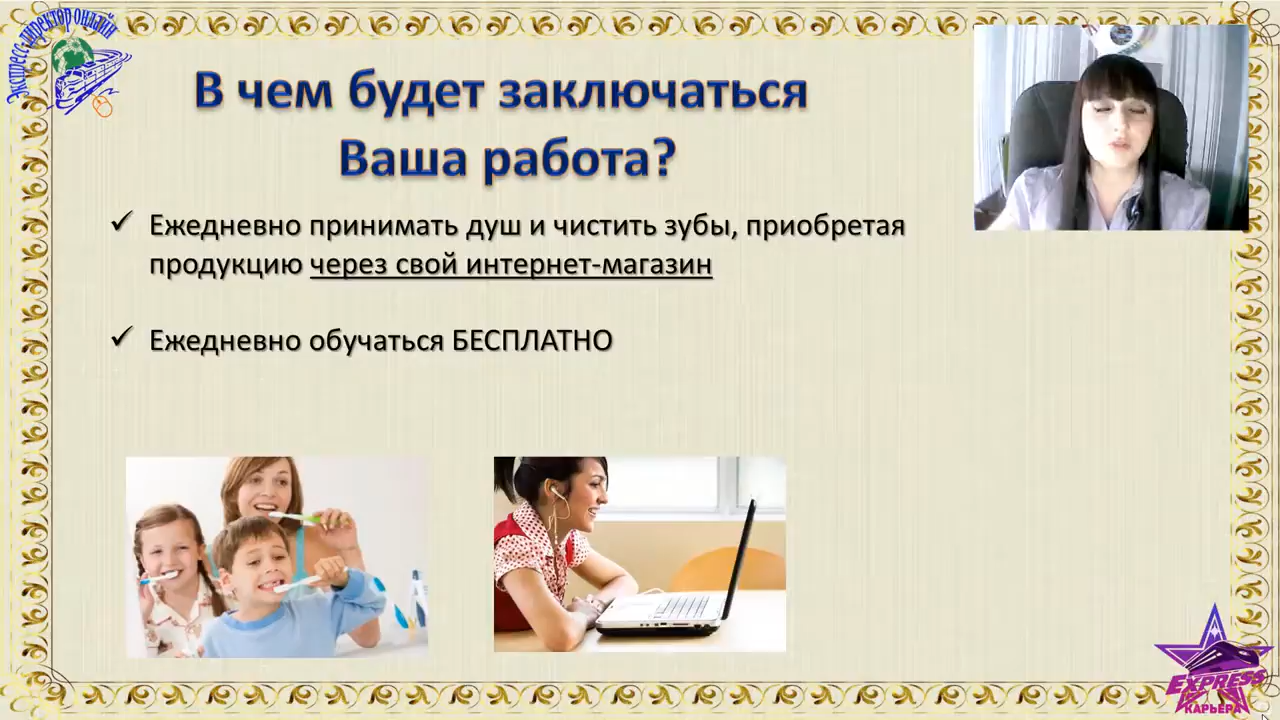 Экспресс-директор онлайн
В чем будет заключаться
Ваша работа?
Ежедневно принимать душ и чистить зубы, приобретая
продукцию через свой интернет-магазин
Ежедневно обучаться БЕСПЛАТНО
EXPRESS
КАРЬЕРА